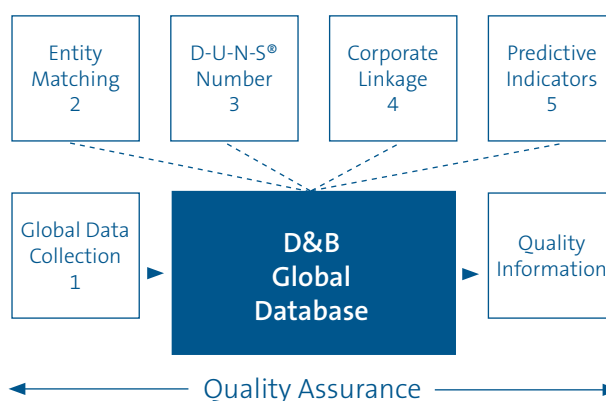 Entity
Matching
2
D-U-N-S®
Number
3
Corporate
Linkage
4
Predictive
Indicators
5
Global Data
Collection
1
D&B
Global
Database
Quality
Information
Quality Assurance